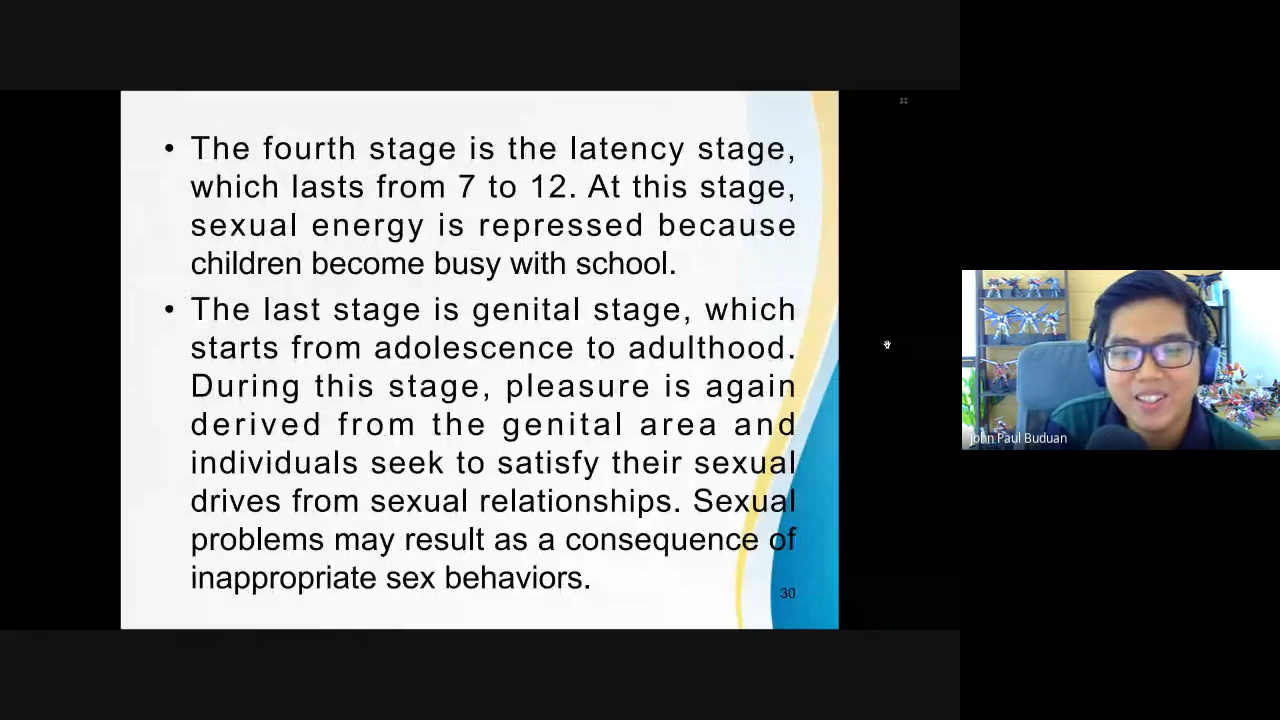 • The fourth stage is the latency stage,
which lasts from 7 to 12. At this stage,
sexual energy is repressed because
children become busy with school.
• The last stage is genital stage, which
starts from adolescence to adulthood.
During this stage, pleasure is again
derived from the genital area and
individuals seek to satisfy their sexual
drives from sexual relationships. Sexual
problems may result as a consequence of
inappropriate sex behaviors.
30
John Paul Buduan